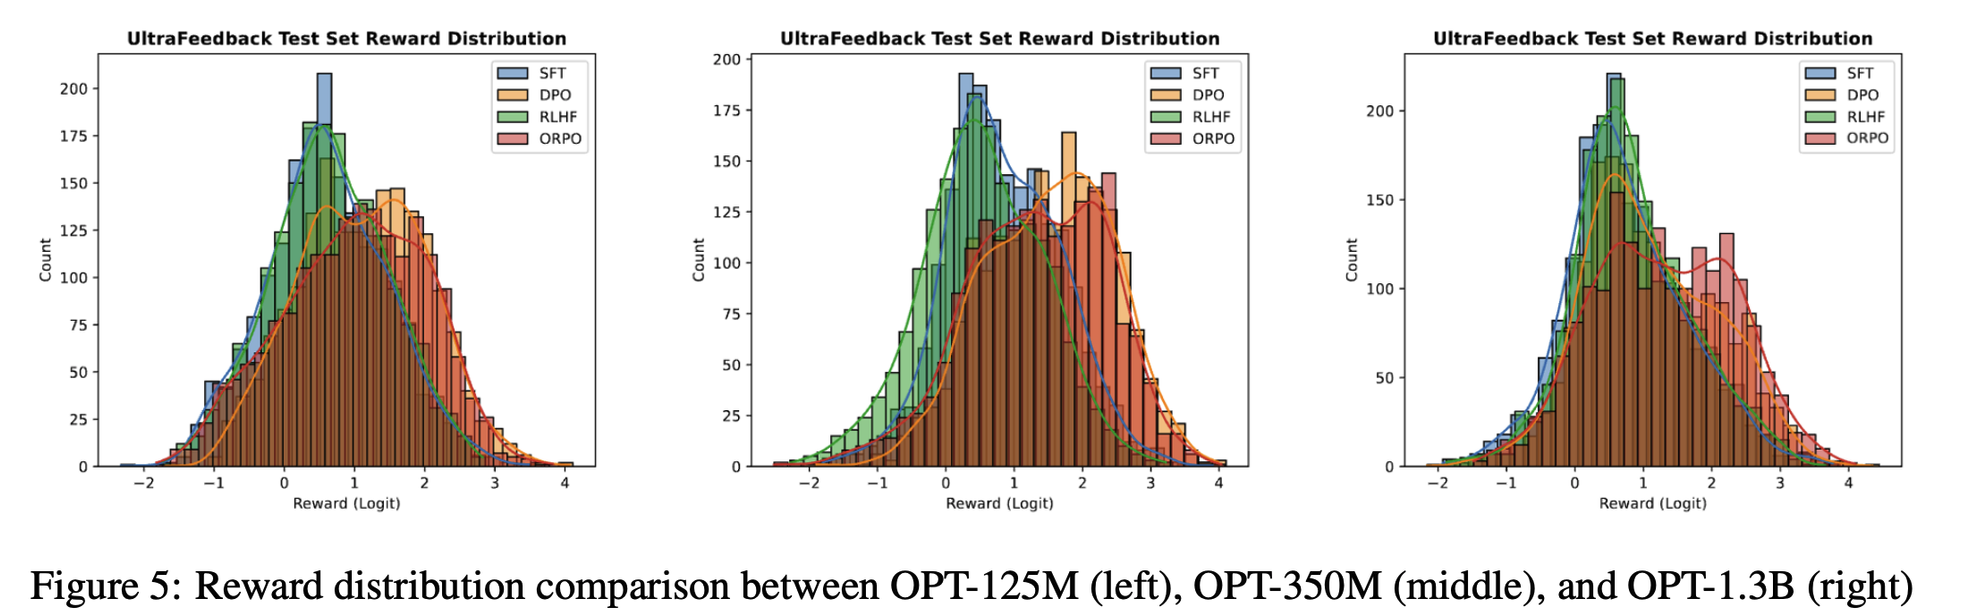 UltraFeedback Test Set Reward Distribution
SFT
DPO
RLHF
ORPO
200
175
150
125
100
75
50
25
0
Count
−2 −1 0 1 2 3 4
Reward (Logit)
UltraFeedback Test Set Reward Distribution
SFT
DPO
RLHF
ORPO
200
175
150
125
100
75
50
25
0
Count
−2 −1 0 1 2 3 4
Reward (Logit)
UltraFeedback Test Set Reward Distribution
SFT
DPO
RLHF
ORPO
200
150
100
50
0
Count
−2 −1 0 1 2 3 4
Reward (Logit)
Figure 5: Reward distribution comparison between OPT-125M (left), OPT-350M (middle), and OPT-1.3B (right)